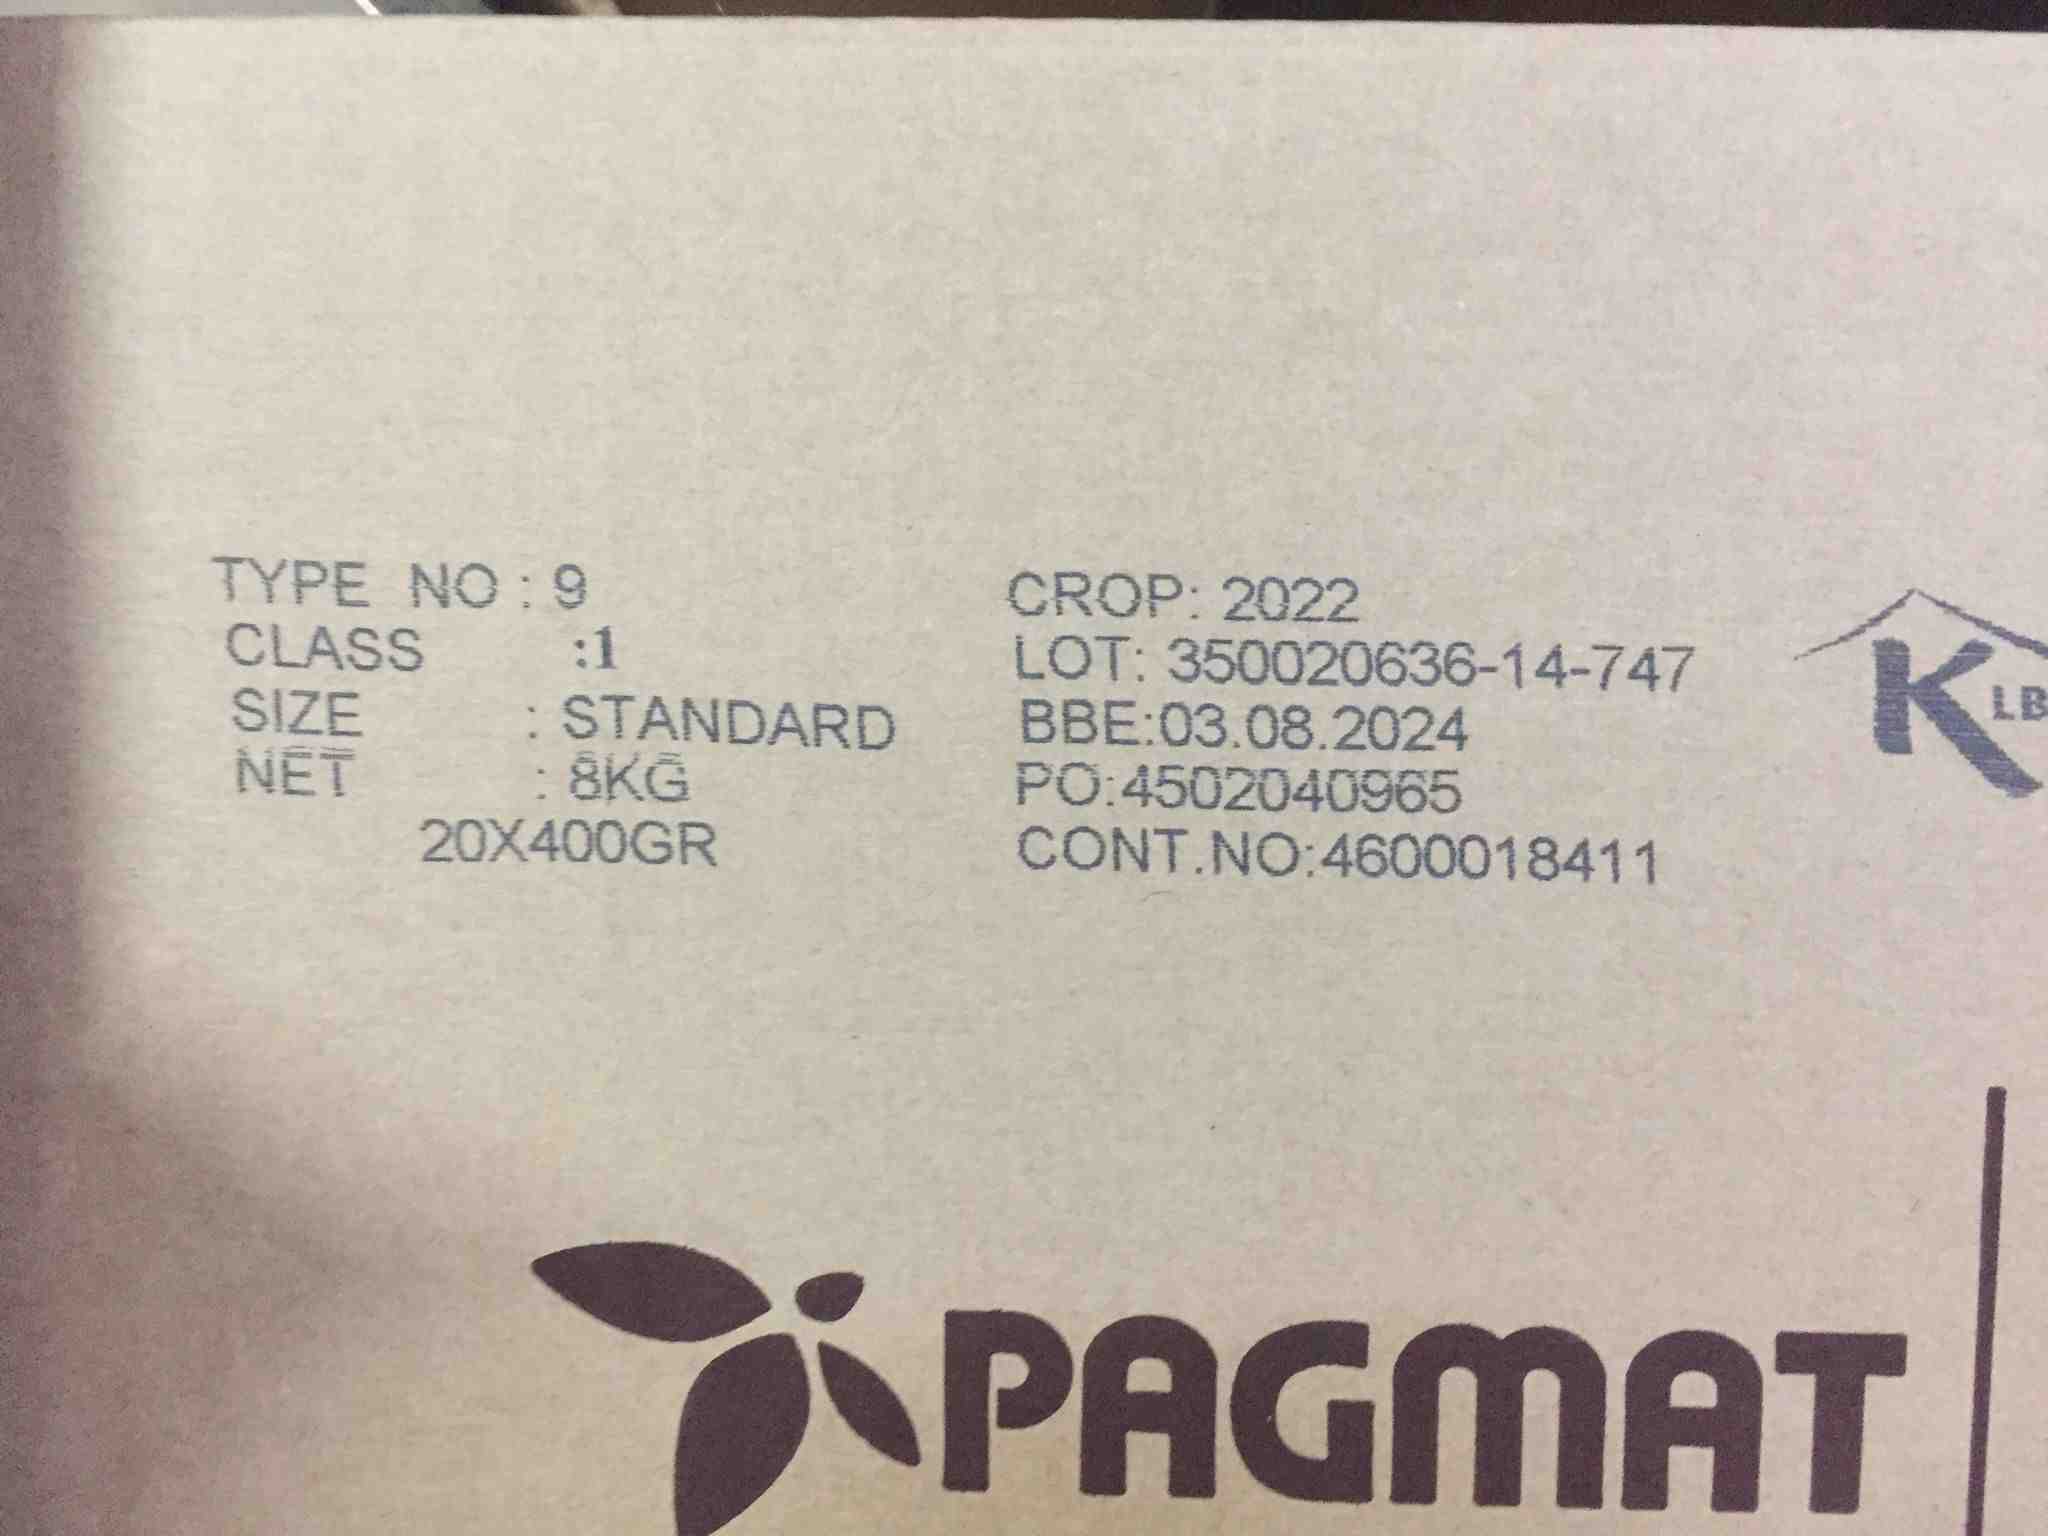 TYPE NO : 9
CLASS :1
SIZE : STANDARD
NET : 8KG
20X400GR
CROP: 2022
LOT: 350020636-14-747
BBE:03.08.2024
PO:4502040965
CONT.NO:4600018411
K LB
PAGMAT